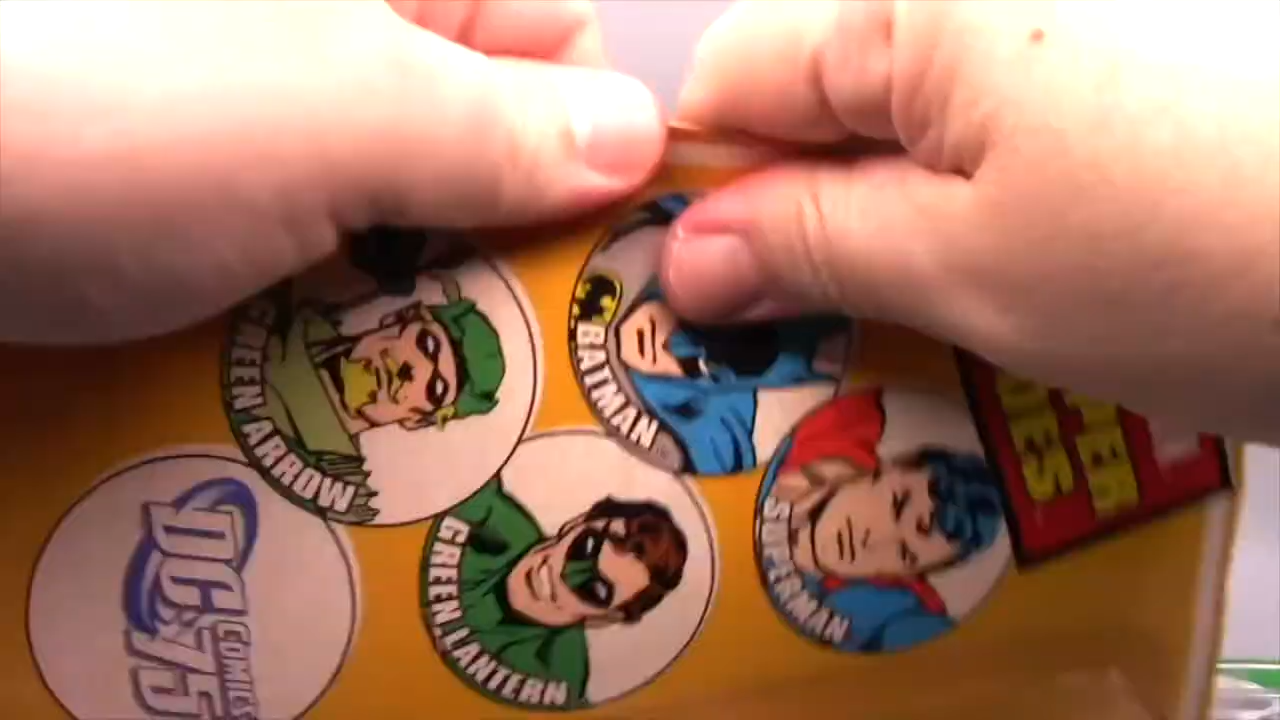 GREEN ARROW
BATMAN
SUPERMAN
GREEN LANTERN
DC
COMICS
75